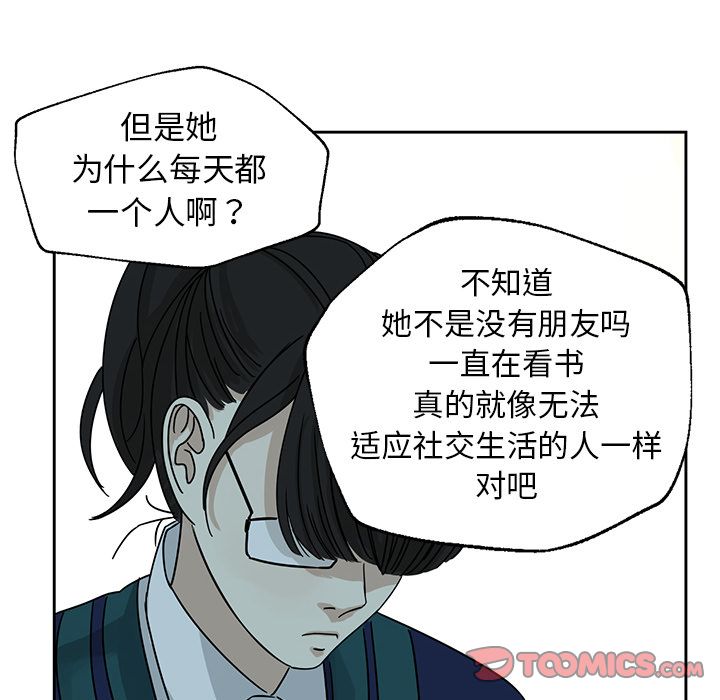 但是她
为什么每天都
一个人啊？
不知道
她不是没有朋友吗
一直在看书
真的就像无法
适应社交生活的人一样
对吧
TOOMICS.COM